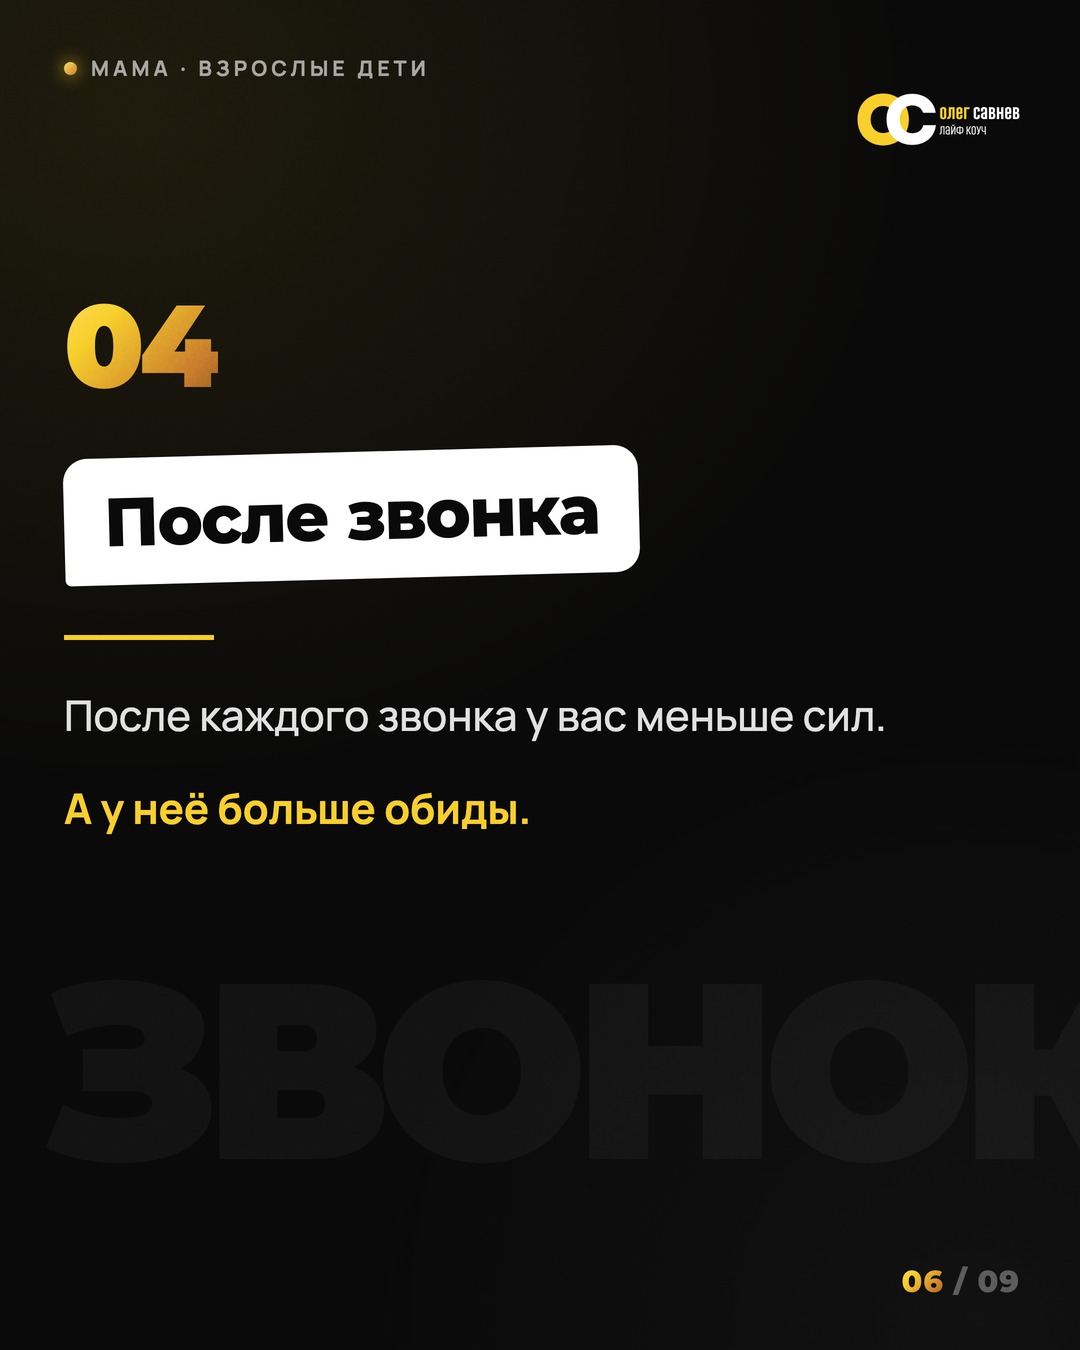 МАМА · ВЗРОСЛЫЕ ДЕТИ
олег савнев
ЛАЙФ КОУЧ
04
После звонка
После каждого звонка у вас меньше сил.
А у неё больше обиды.
ЗВОНОК
06 / 09